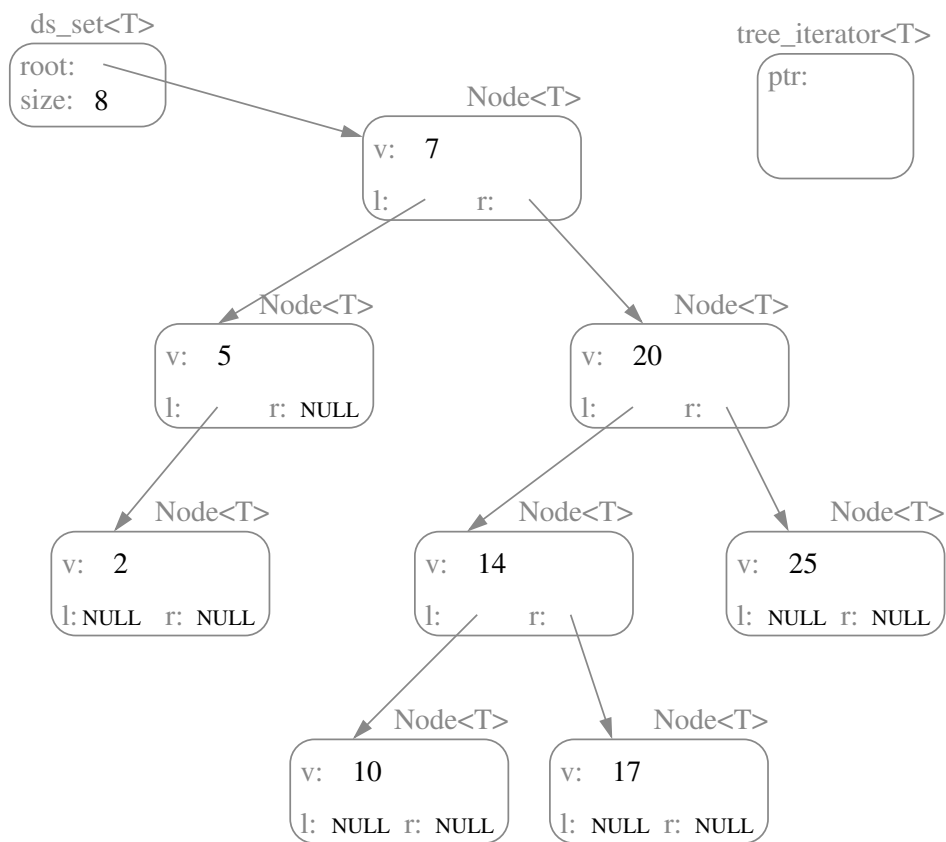 ds_set<T>
root:
size: 8
tree_iterator<T>
ptr:
Node<T>
v: 7
l: r:
Node<T>
v: 5
l: r: NULL
Node<T>
v: 20
l: r:
Node<T>
v: 2
l: NULL r: NULL
Node<T>
v: 14
l: r:
Node<T>
v: 25
l: NULL r: NULL
Node<T>
v: 10
l: NULL r: NULL
Node<T>
v: 17
l: NULL r: NULL